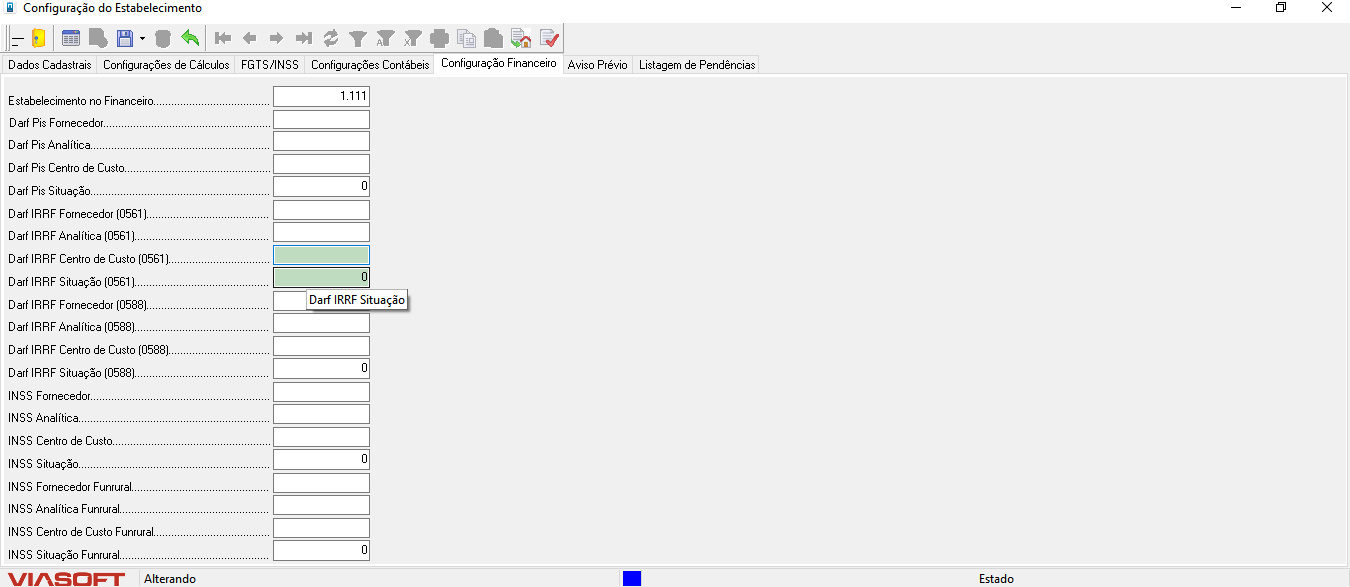 Configuração do Estabelecimento
Dados Cadastrais Configurações de Cálculos FGTS/INSS Configurações Contábeis Configuração Financeiro Aviso Prévio Listagem de Pendências
Estabelecimento no Financeiro 1.111
Darf Pis Fornecedor
Darf Pis Analítica
Darf Pis Centro de Custo
Darf Pis Situação 0
Darf IRRF Fornecedor (0561)
Darf IRRF Analítica (0561)
Darf IRRF Centro de Custo (0561)
Darf IRRF Situação (0561) 0
Darf IRRF Situação
Darf IRRF Fornecedor (0588)
Darf IRRF Analítica (0588)
Darf IRRF Centro de Custo (0588)
Darf IRRF Situação (0588) 0
INSS Fornecedor
INSS Analítica
INSS Centro de Custo
INSS Situação 0
INSS Fornecedor Funrural
INSS Analítica Funrural
INSS Centro de Custo Funrural
INSS Situação Funrural 0
VIASOFT Alterando Estado